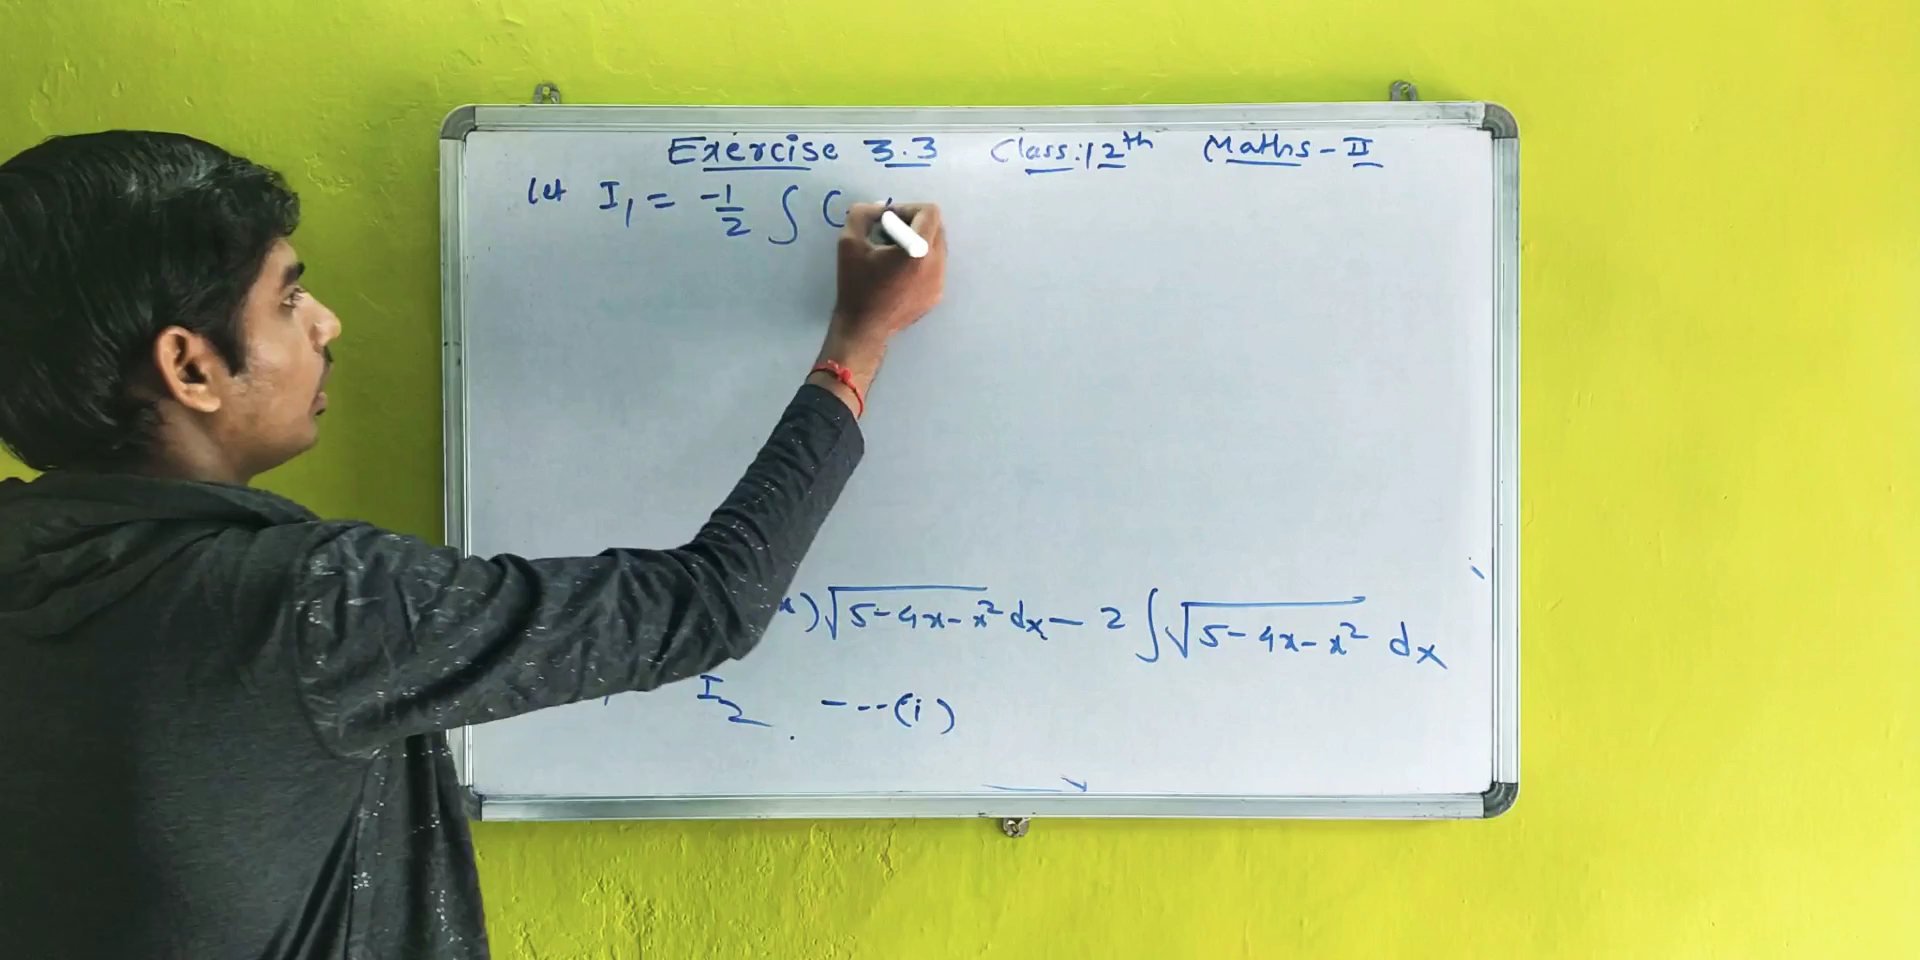 Exercise 3.3 Class:12th Maths-II
let I₁ = -1/2 ∫ (
x)√5-4x-x² dx - 2 ∫√5-4x-x² dx
I₂ ---(i)